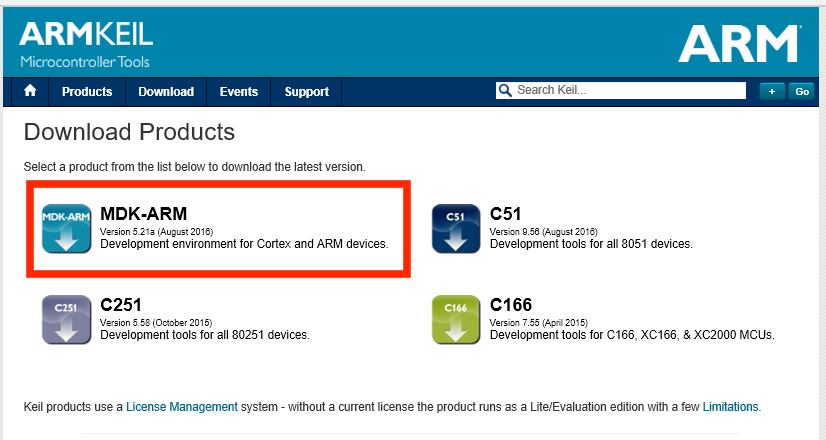 ARMKEIL
Microcontroller Tools
ARM
Products Download Events Support Search Keil... + Go
Download Products
Select a product from the list below to download the latest version.
MDK-ARM
MDK-ARM
Version 5.21a (August 2016)
Development environment for Cortex and ARM devices.
C51
C51
Version 9.56 (August 2016)
Development tools for all 8051 devices.
C251
C251
Version 5.58 (October 2015)
Development tools for all 80251 devices.
C166
C166
Version 7.55 (April 2015)
Development tools for C166, XC166, & XC2000 MCUs.
Keil products use a License Management system - without a current license the product runs as a Lite/Evaluation edition with a few Limitations.